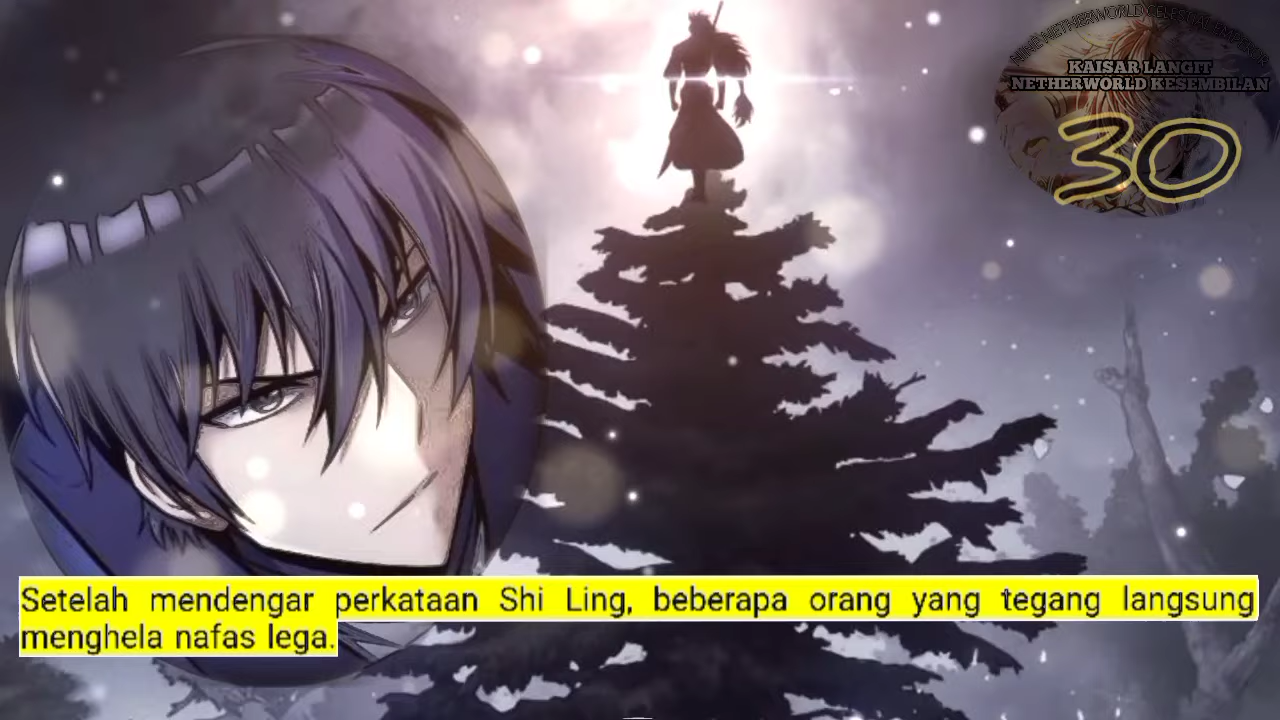 KAISAR LANGIT
NETHERWORLD KESEMBILAN
30
Setelah mendengar perkataan Shi Ling, beberapa orang yang tegang langsung
menghela nafas lega.